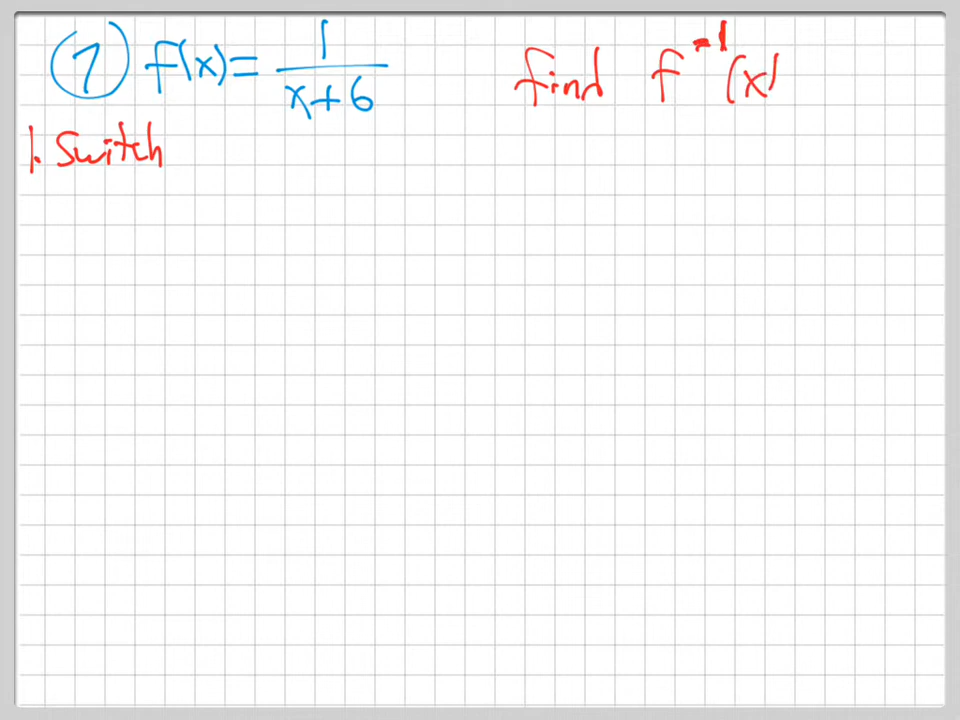 7 f(x) = 1/(x+6) find f⁻¹(x)
1. Switch